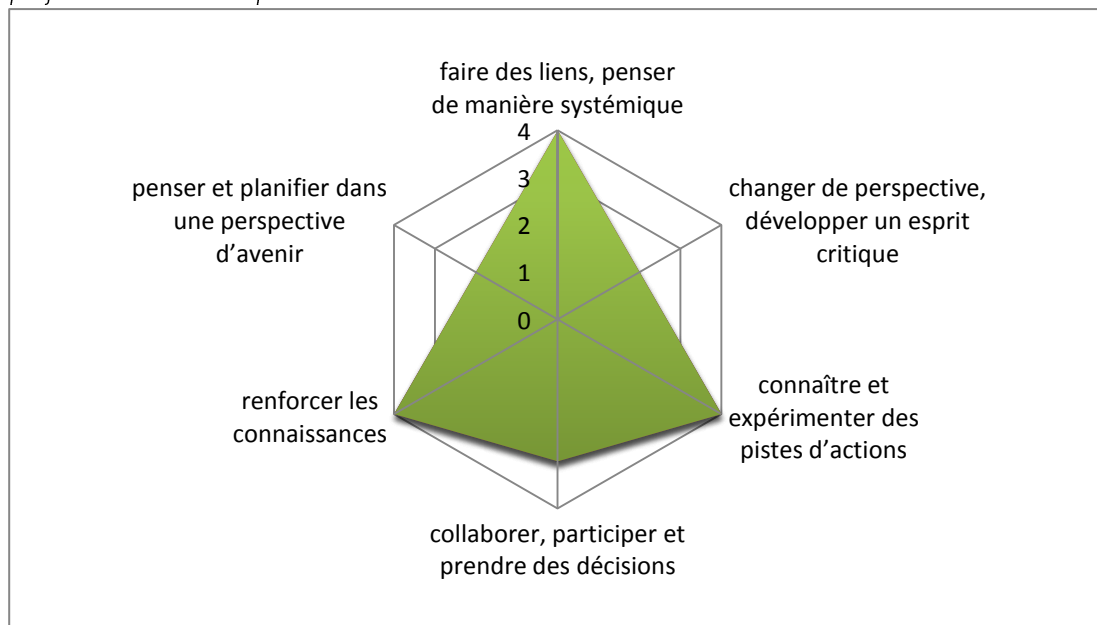 faire des liens, penser
de manière systémique
4
3
2
1
0
changer de perspective,
développer un esprit
critique
connaître et
expérimenter des
pistes d'actions
collaborer, participer et
prendre des décisions
renforcer les
connaissances
penser et planifier dans
une perspective
d'avenir